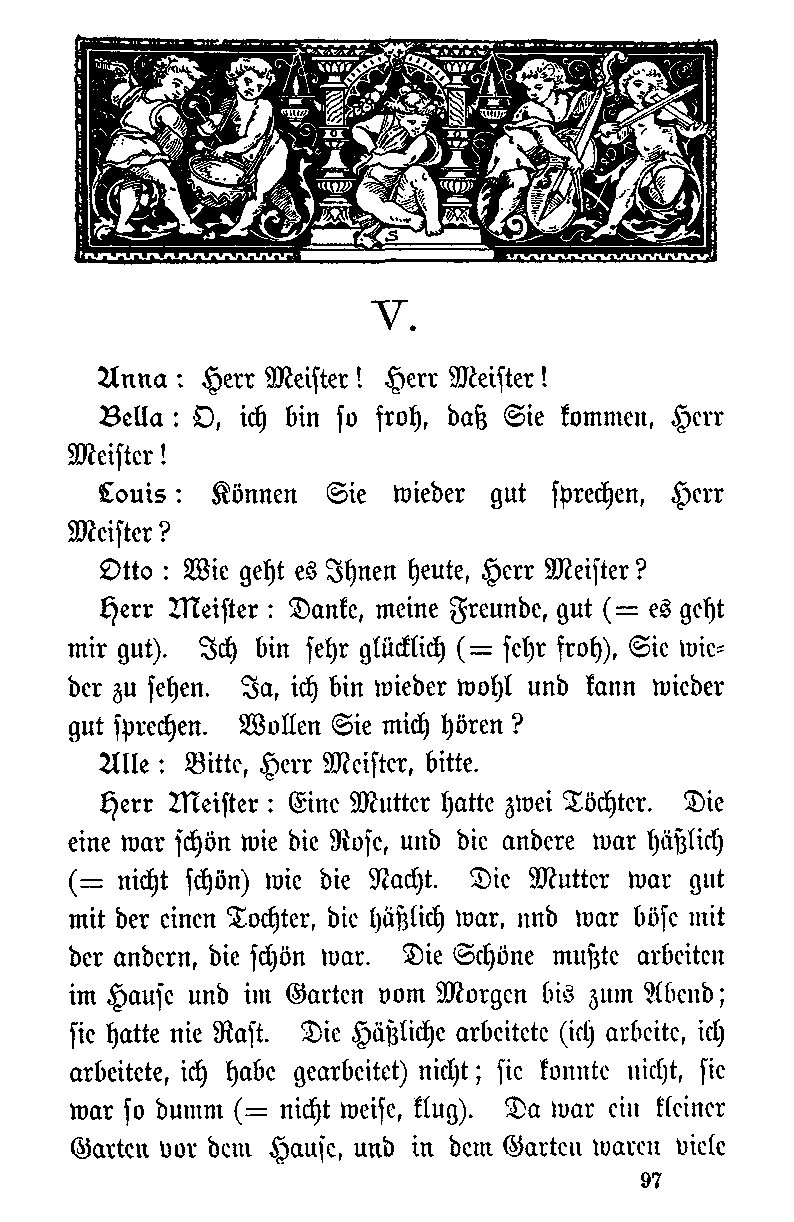 S
V.
Anna: Herr Meister! Herr Meister!
Bella: O, ich bin so froh, daß Sie kommen, Herr
Meister!
Louis: Können Sie wieder gut sprechen, Herr
Meister?
Otto: Wie geht es Ihnen heute, Herr Meister?
Herr Meister: Danke, meine Freunde, gut (= es geht
mir gut). Ich bin sehr glücklich (= sehr froh), Sie wie-
der zu sehen. Ja, ich bin wieder wohl und kann wieder
gut sprechen. Wollen Sie mich hören?
Alle: Bitte, Herr Meister, bitte.
Herr Meister: Eine Mutter hatte zwei Töchter. Die
eine war schön wie die Rose, und die andere war häßlich
(= nicht schön) wie die Nacht. Die Mutter war gut
mit der einen Tochter, die häßlich war, und war böse mit
der andern, die schön war. Die Schöne mußte arbeiten
im Hause und im Garten vom Morgen bis zum Abend;
sie hatte nie Rast. Die Häßliche arbeitete (ich arbeite, ich
arbeitete, ich habe gearbeitet) nicht; sie konnte nicht, sie
war so dumm (= nicht weise, klug). Da war ein kleiner
Garten vor dem Hause, und in dem Garten waren viele
97